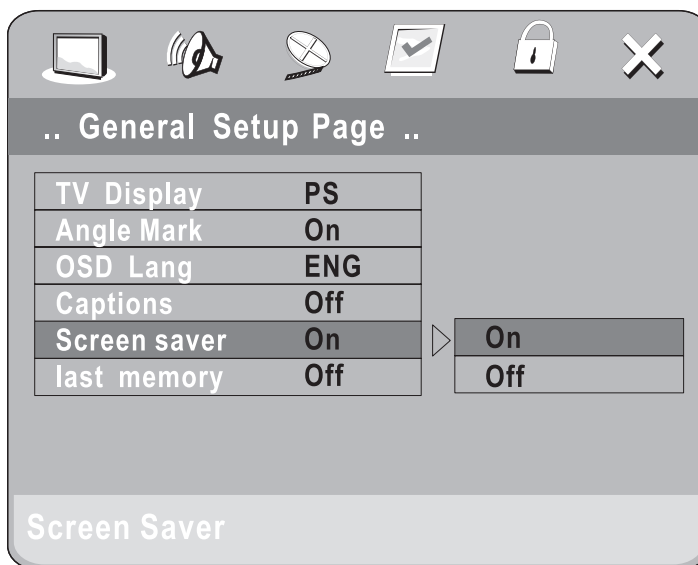 .. General Setup Page ..
TV Display PS
Angle Mark On
OSD Lang ENG
Captions Off
Screen saver On On
last memory Off Off
Screen Saver